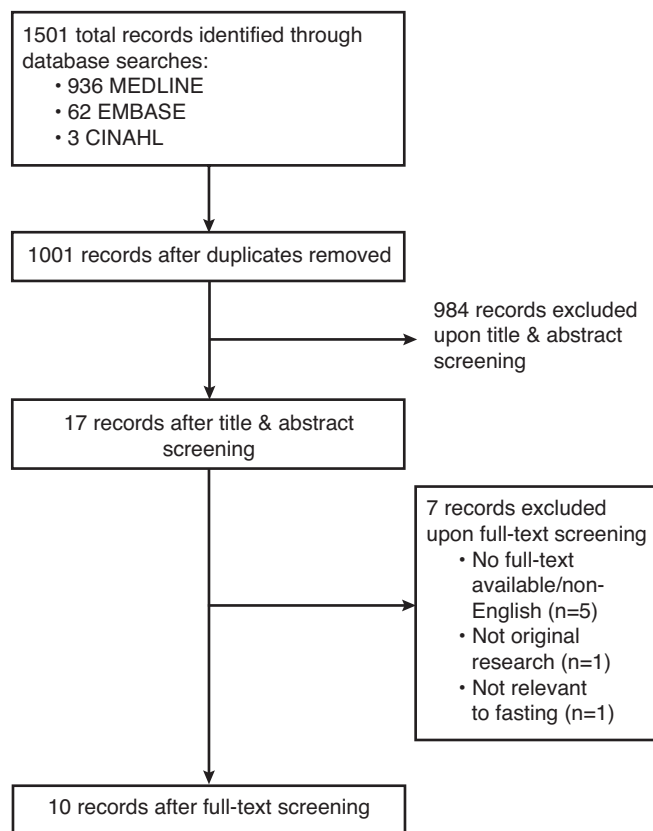 1501 total records identified through
database searches:
• 936 MEDLINE
• 62 EMBASE
• 3 CINAHL
1001 records after duplicates removed
984 records excluded
upon title & abstract
screening
17 records after title & abstract
screening
7 records excluded
upon full-text screening
• No full-text
available/non-
English (n=5)
• Not original
research (n=1)
• Not relevant
to fasting (n=1)
10 records after full-text screening